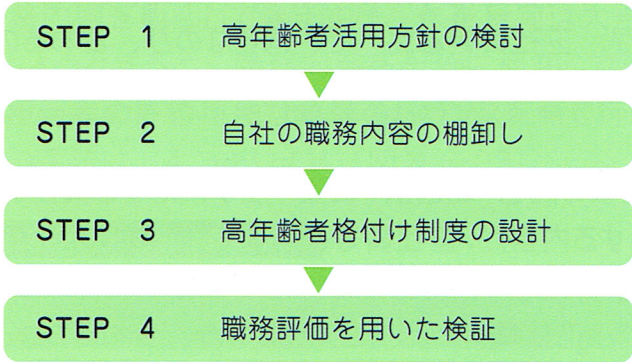 STEP 1 高年齢者活用方針の検討
STEP 2 自社の職務内容の棚卸し
STEP 3 高年齢者格付け制度の設計
STEP 4 職務評価を用いた検証